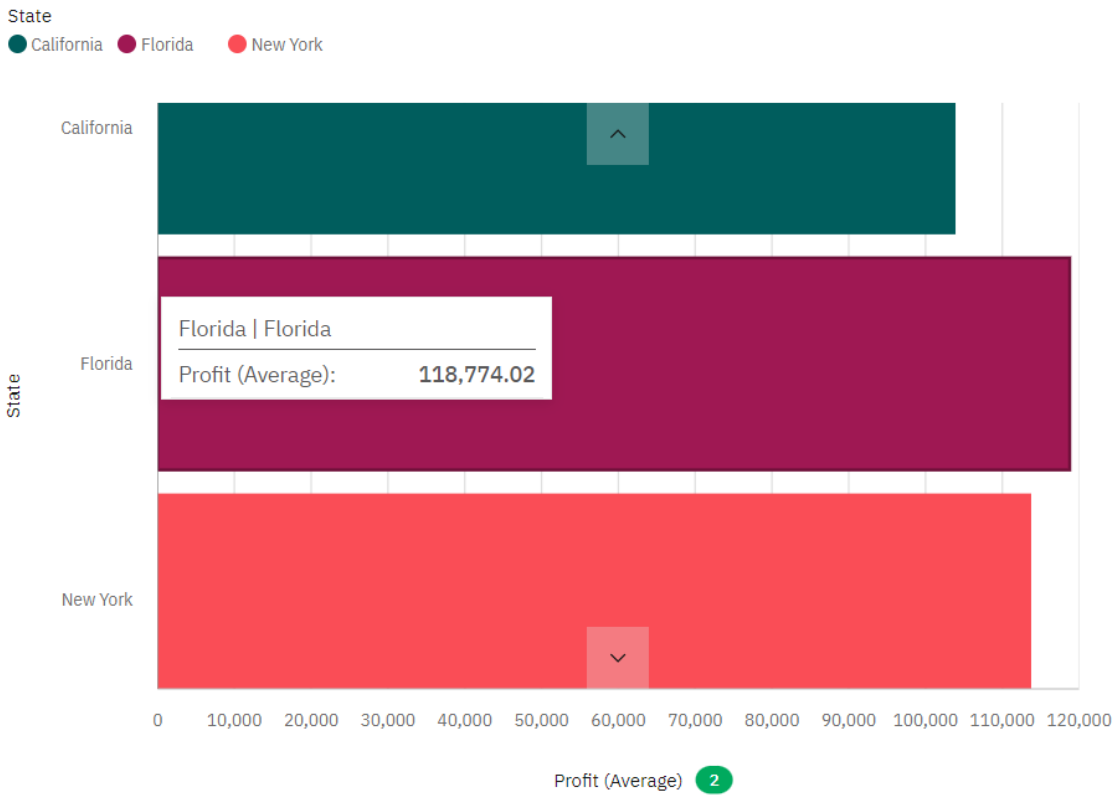 State
California Florida New York
California
Florida | Florida
Profit (Average): 118,774.02
Florida
State
New York
0 10,000 20,000 30,000 40,000 50,000 60,000 70,000 80,000 90,000 100,000 110,000 120,000
Profit (Average) 2